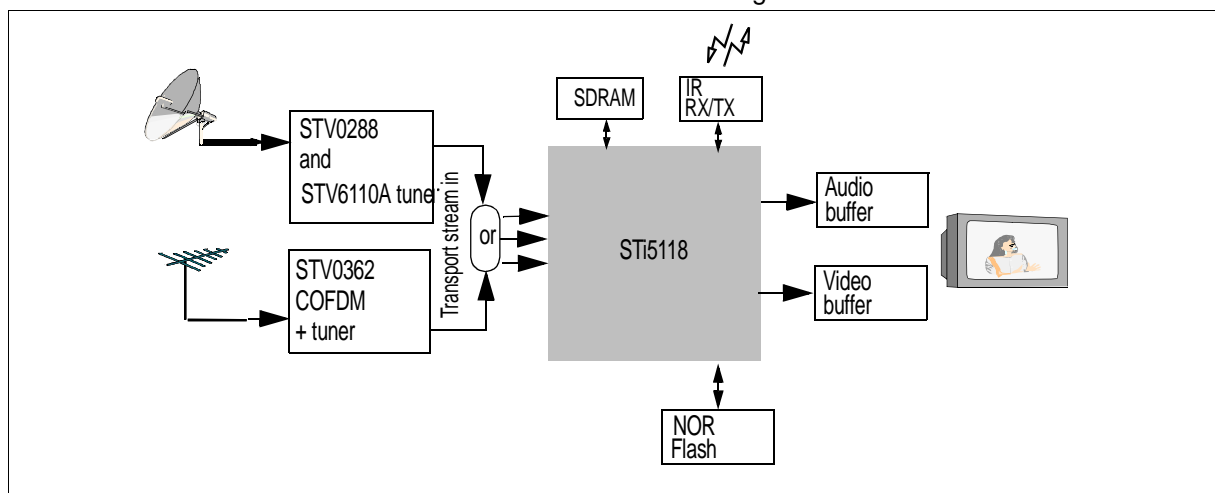 SDRAM
IR
RX/TX
STV0288
and
STV6110A tuner
Transport stream in
or
STi5118
Audio
buffer
STV0362
COFDM
+ tuner
Video
buffer
NOR
Flash